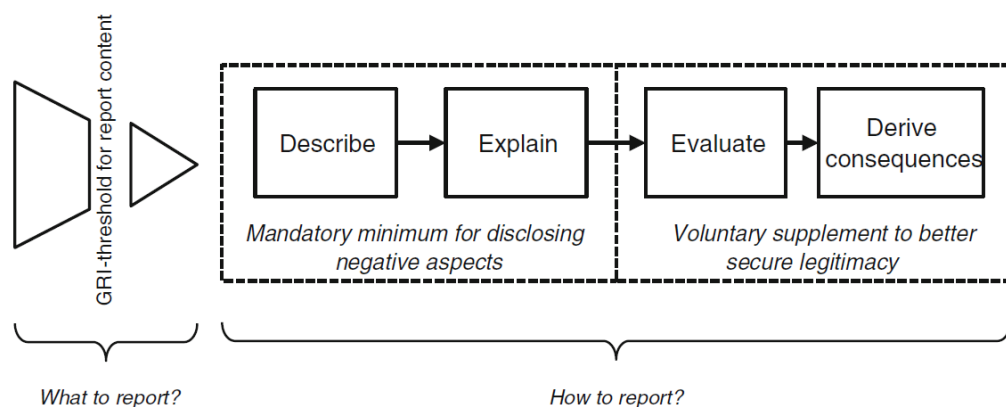 GRI-threshold for report content
Describe
Explain
Evaluate
Derive
consequences
Mandatory minimum for disclosing
negative aspects
Voluntary supplement to better
secure legitimacy
What to report?
How to report?